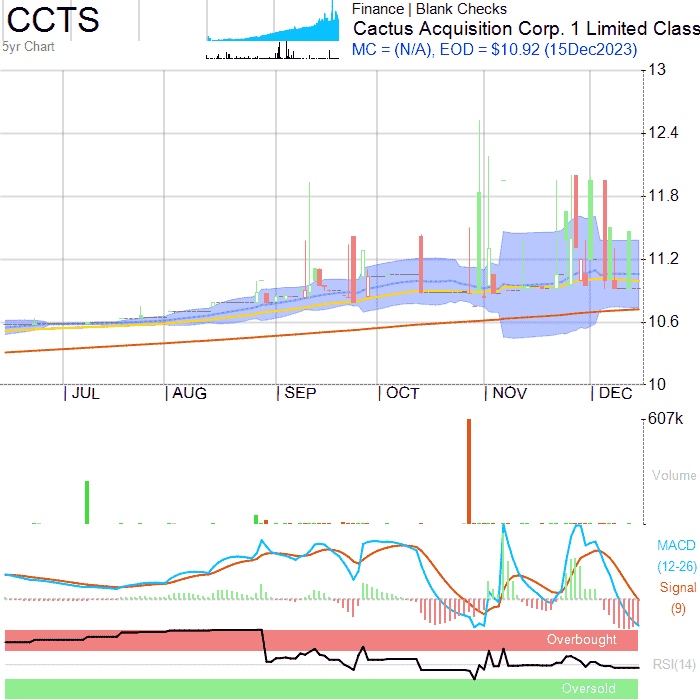 CCTS
5yr Chart
Finance | Blank Checks
Cactus Acquisition Corp. 1 Limited Class
MC = (N/A), EOD = $10.92 (15Dec2023)
13
12.4
11.8
11.2
10.6
10
JUL
AUG
SEP
OCT
NOV
DEC
607k
Volume
MACD
(12-26)
Signal
(9)
Overbought
RSI(14)
Oversold